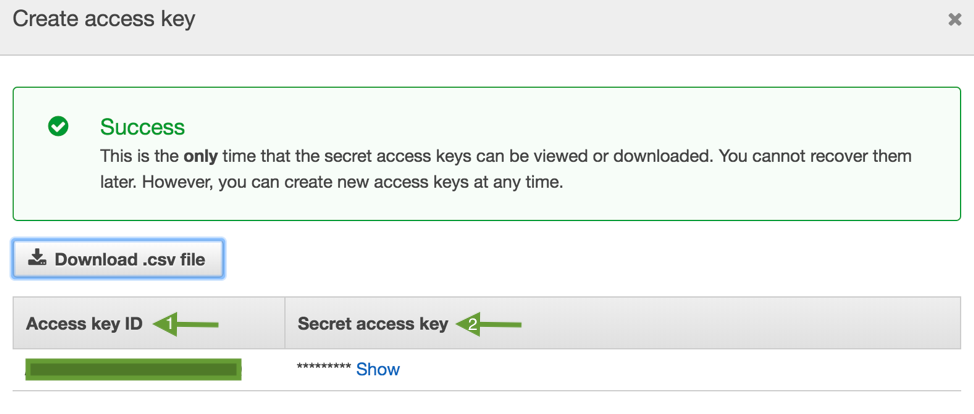 Create access key
Success
This is the only time that the secret access keys can be viewed or downloaded. You cannot recover them
later. However, you can create new access keys at any time.
Download .csv file
Access key ID 1 Secret access key 2
********* Show